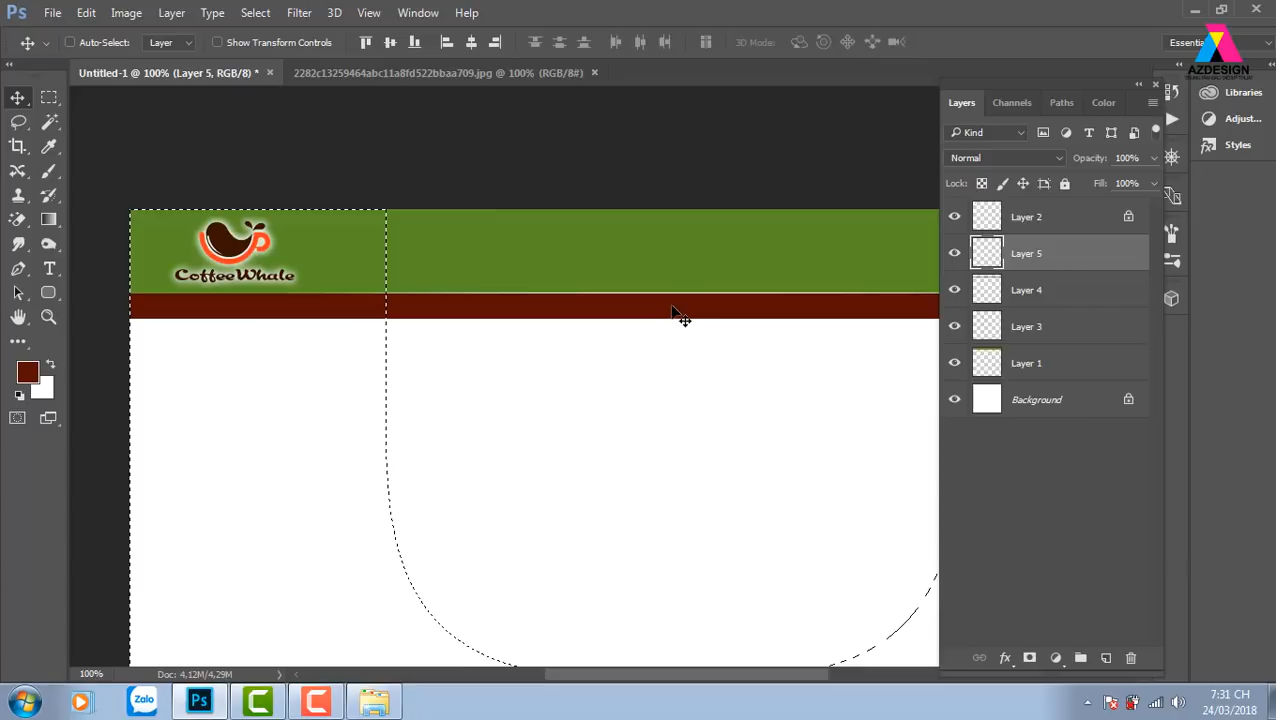 Ps File Edit Image Layer Type Select Filter 3D View Window Help
Auto-Select: Layer Show Transform Controls 3D Mode: Essentia
AZDESIGN
Untitled-1 @ 100% (Layer 5, RGB/8) * × 2282c13259464abc11a8fd522bbaa709.jpg @ 100% (RGB/8#) ×
Layers Channels Paths Color
Libraries
Adjust...
Styles
Kind
Normal Opacity: 100%
Lock: Fill: 100%
Layer 2
Layer 5
Layer 4
Layer 3
Layer 1
Background
CoffeeWhale
100% Doc: 4,12M/4,29M
Zalo Ps
7:31 CH
24/03/2018